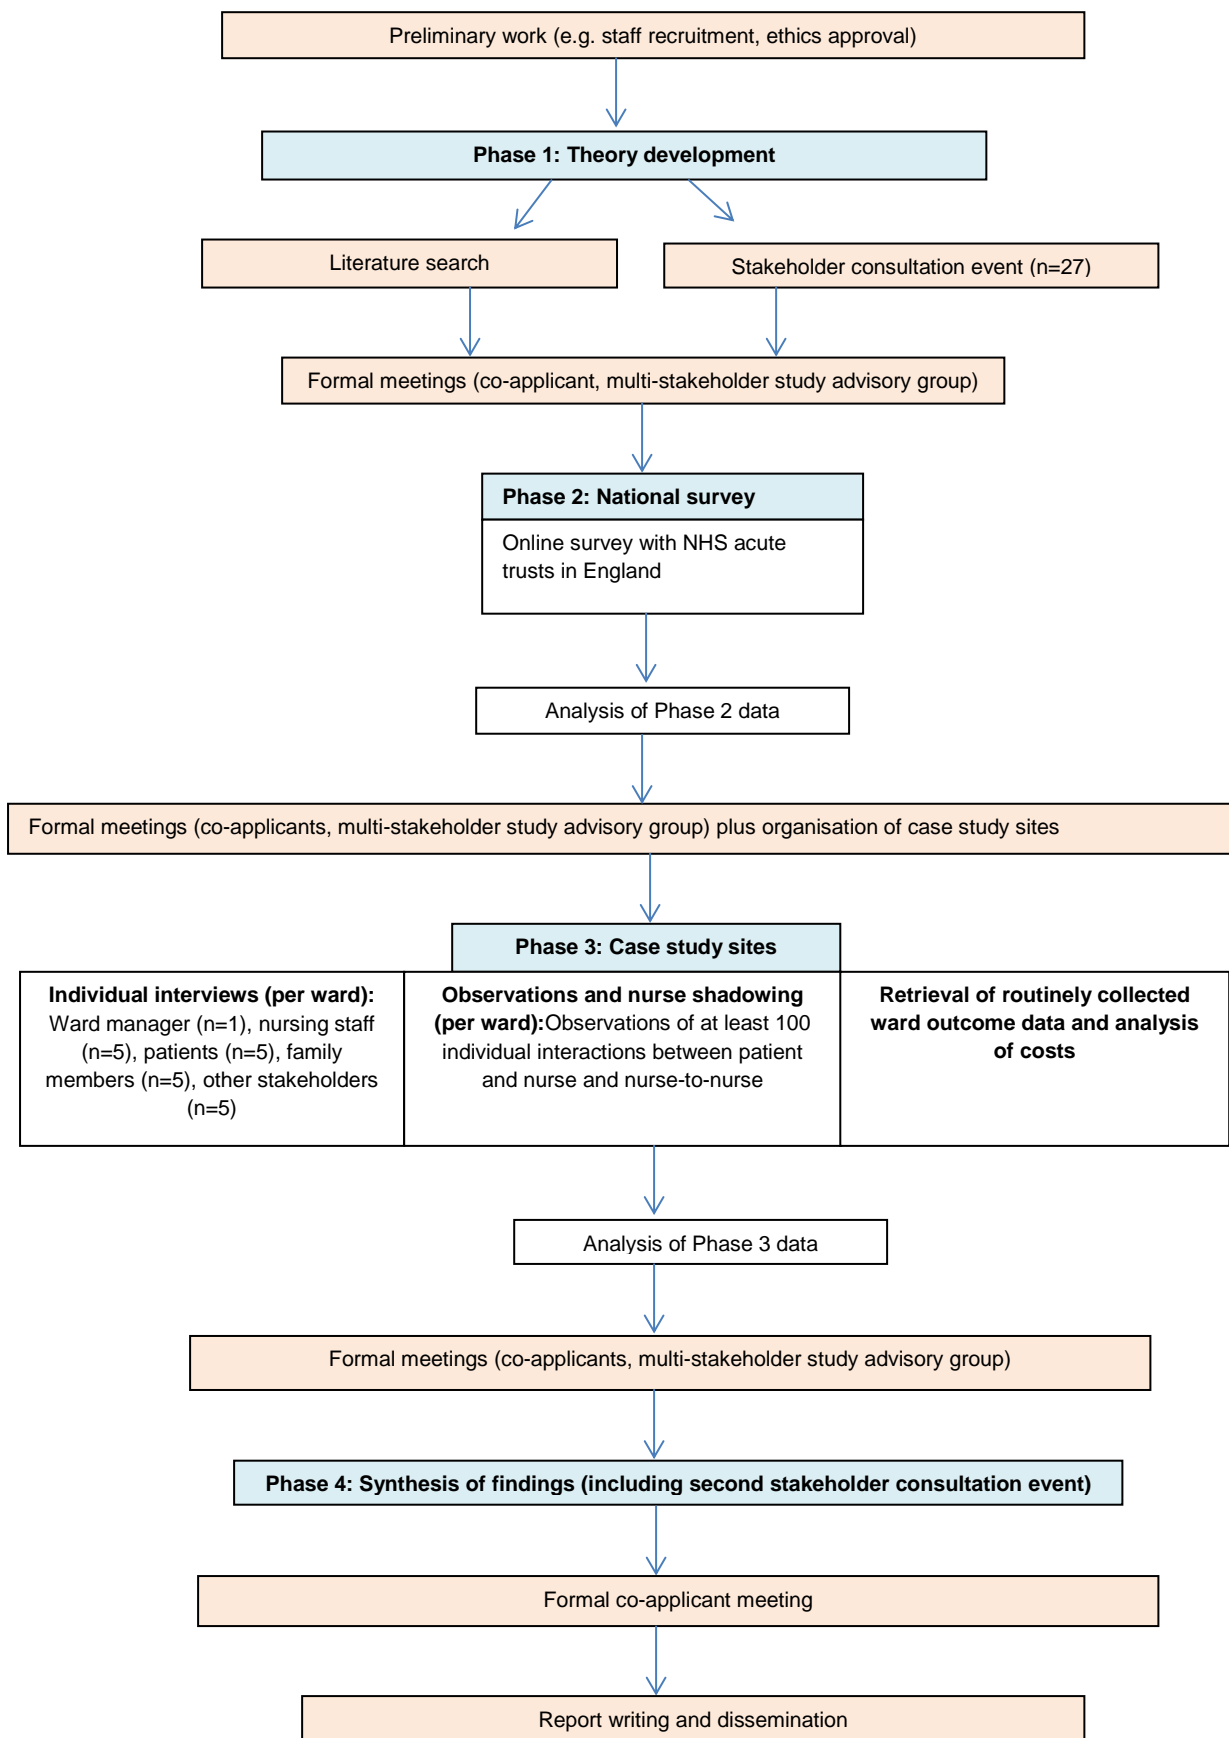 Preliminary work (e.g. staff recruitment, ethics approval)
Phase 1: Theory development
Literature search
Stakeholder consultation event (n=27)
Formal meetings (co-applicant, multi-stakeholder study advisory group)
Phase 2: National survey
Online survey with NHS acute
trusts in England
Analysis of Phase 2 data
Formal meetings (co-applicants, multi-stakeholder study advisory group) plus organisation of case study sites
Phase 3: Case study sites
Individual interviews (per ward):
Ward manager (n=1), nursing staff
(n=5), patients (n=5), family
members (n=5), other stakeholders
(n=5)
Observations and nurse shadowing
(per ward):Observations of at least 100
individual interactions between patient
and nurse and nurse-to-nurse
Retrieval of routinely collected
ward outcome data and analysis
of costs
Analysis of Phase 3 data
Formal meetings (co-applicants, multi-stakeholder study advisory group)
Phase 4: Synthesis of findings (including second stakeholder consultation event)
Formal co-applicant meeting
Report writing and dissemination